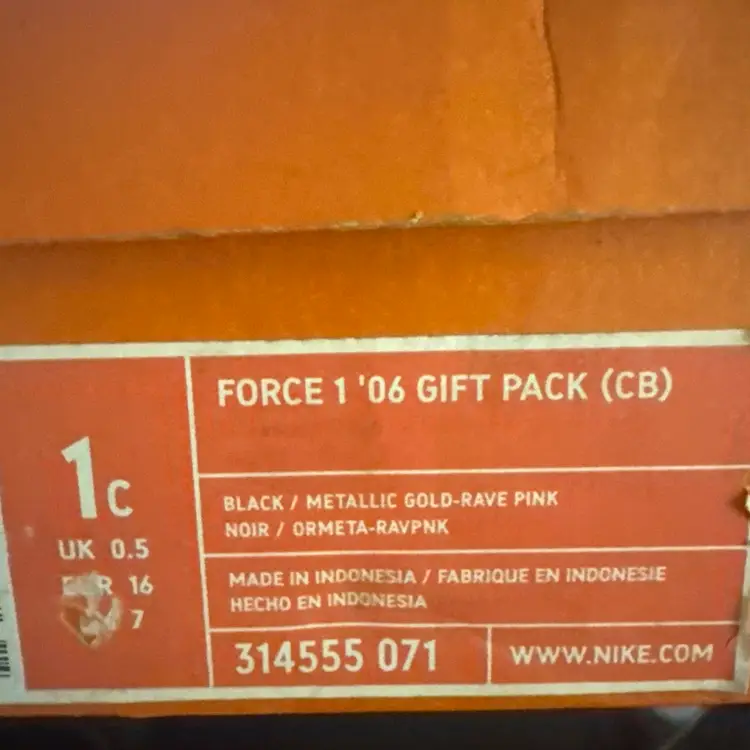 FORCE 1 '06 GIFT PACK (CB)
1C
UK 0.5
16
7
BLACK / METALLIC GOLD-RAVE PINK
NOIR / ORMETA-RAVPNK
MADE IN INDONESIA / FABRIQUE EN INDONESIE
HECHO EN INDONESIA
314555 071
WWW.NIKE.COM